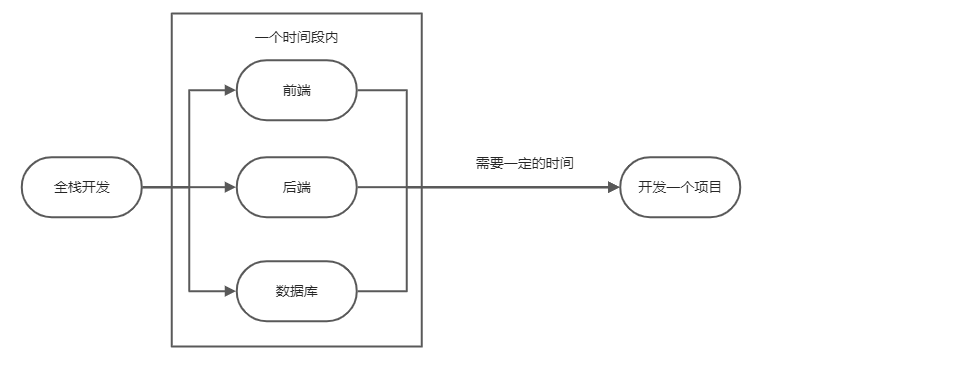 一个时间段内
前端
需要一定的时间
全栈开发
后端
开发一个项目
数据库